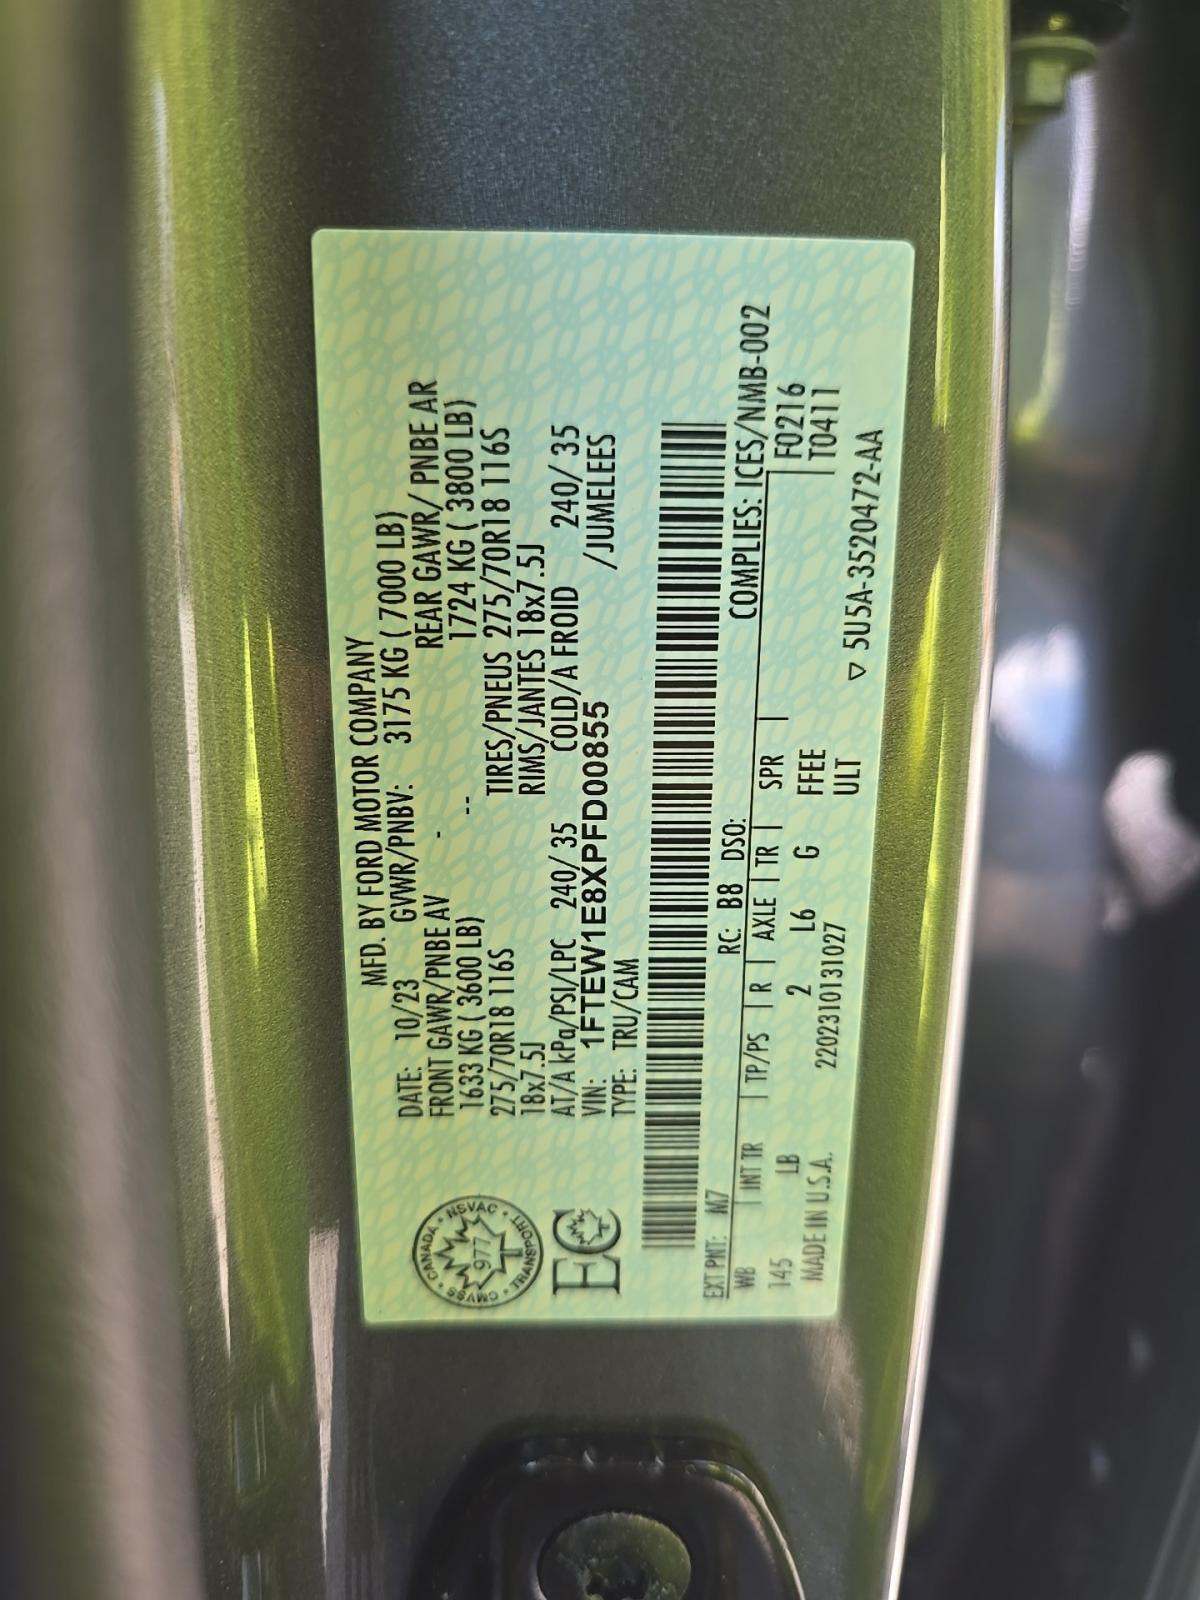 MFD. BY FORD MOTOR COMPANY
DATE: 10/23 GVWR/PNBV: 3175 KG ( 7000 LB)
FRONT GAWR/PNBE AV - REAR GAWR/ PNBE AR
1633 KG ( 3600 LB) -- 1724 KG ( 3800 LB)
275/70R18 116S TIRES/PNEUS 275/70R18 116S
18x7.5J RIMS/JANTES 18x7.5J
AT/A kPa/PSI/LPC 240/ 35 COLD/A FROID 240/ 35
VIN: 1FTEW1E8XPFD00855 /JUMELEES
TYPE: TRU/CAM
CANADA · NSVAC · TRANSPORT · CMVSS
977
EC
EXT PNT: M7 RC: B8 DSO: COMPLIES: ICES/NMB-002
WB | INT TR | TP/PS | R | AXLE | TR | SPR | F0216
145 LB 2 L6 G FFEE | T0411
MADE IN U.S.A. 220231013​1027 ULT
▽ 5U5A-3520472-AA